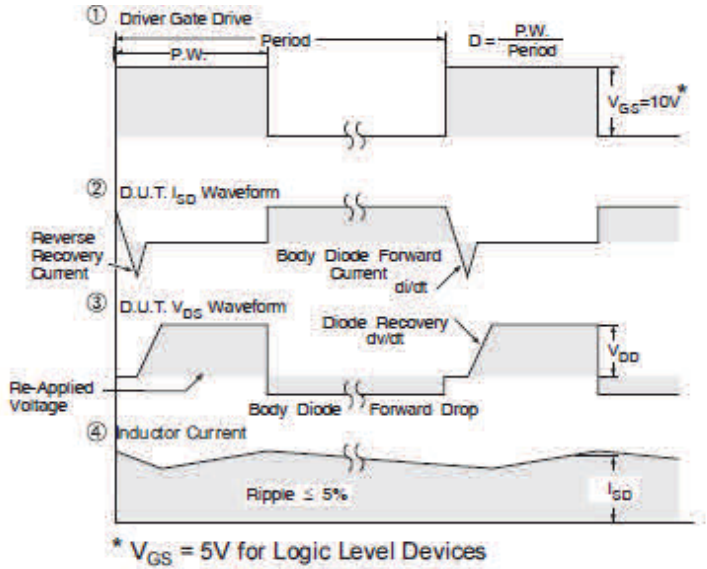 ① Driver Gate Drive
P.W.
Period
D = P.W.
Period
V_GS=10V*
② D.U.T. I_SD Waveform
Reverse
Recovery
Current
Body Diode Forward
Current
di/dt
③ D.U.T. V_DS Waveform
Diode Recovery
dv/dt
V_DD
Re-Applied
Voltage
Body Diode Forward Drop
④ Inductor Current
Ripple ≤ 5%
I_SD
* V_GS = 5V for Logic Level Devices